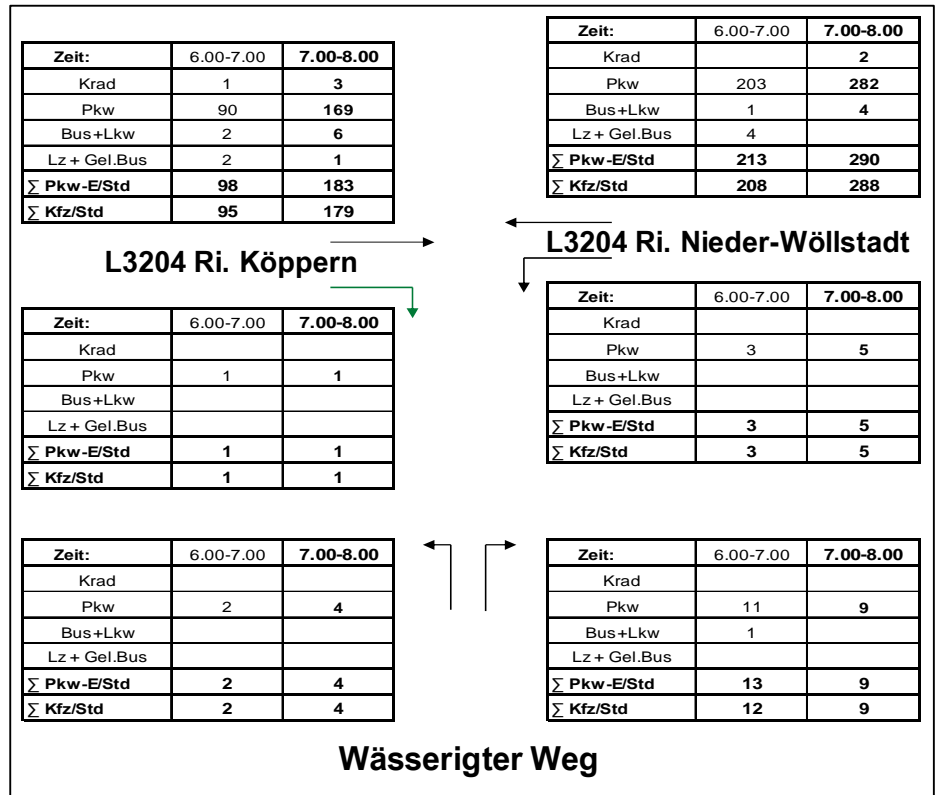 Zeit: 6.00-7.00 7.00-8.00
Krad 1 3
Pkw 90 169
Bus+Lkw 2 6
Lz + Gel.Bus 2 1
∑ Pkw-E/Std 98 183
∑ Kfz/Std 95 179
Zeit: 6.00-7.00 7.00-8.00
Krad 2
Pkw 203 282
Bus+Lkw 1 4
Lz + Gel.Bus 4
∑ Pkw-E/Std 213 290
∑ Kfz/Std 208 288
L3204 Ri. Köppern
L3204 Ri. Nieder-Wöllstadt
Zeit: 6.00-7.00 7.00-8.00
Krad
Pkw 1 1
Bus+Lkw
Lz + Gel.Bus
∑ Pkw-E/Std 1 1
∑ Kfz/Std 1 1
Zeit: 6.00-7.00 7.00-8.00
Krad
Pkw 3 5
Bus+Lkw
Lz + Gel.Bus
∑ Pkw-E/Std 3 5
∑ Kfz/Std 3 5
Zeit: 6.00-7.00 7.00-8.00
Krad
Pkw 2 4
Bus+Lkw
Lz + Gel.Bus
∑ Pkw-E/Std 2 4
∑ Kfz/Std 2 4
Zeit: 6.00-7.00 7.00-8.00
Krad
Pkw 11 9
Bus+Lkw 1
Lz + Gel.Bus
∑ Pkw-E/Std 13 9
∑ Kfz/Std 12 9
Wässerigter Weg